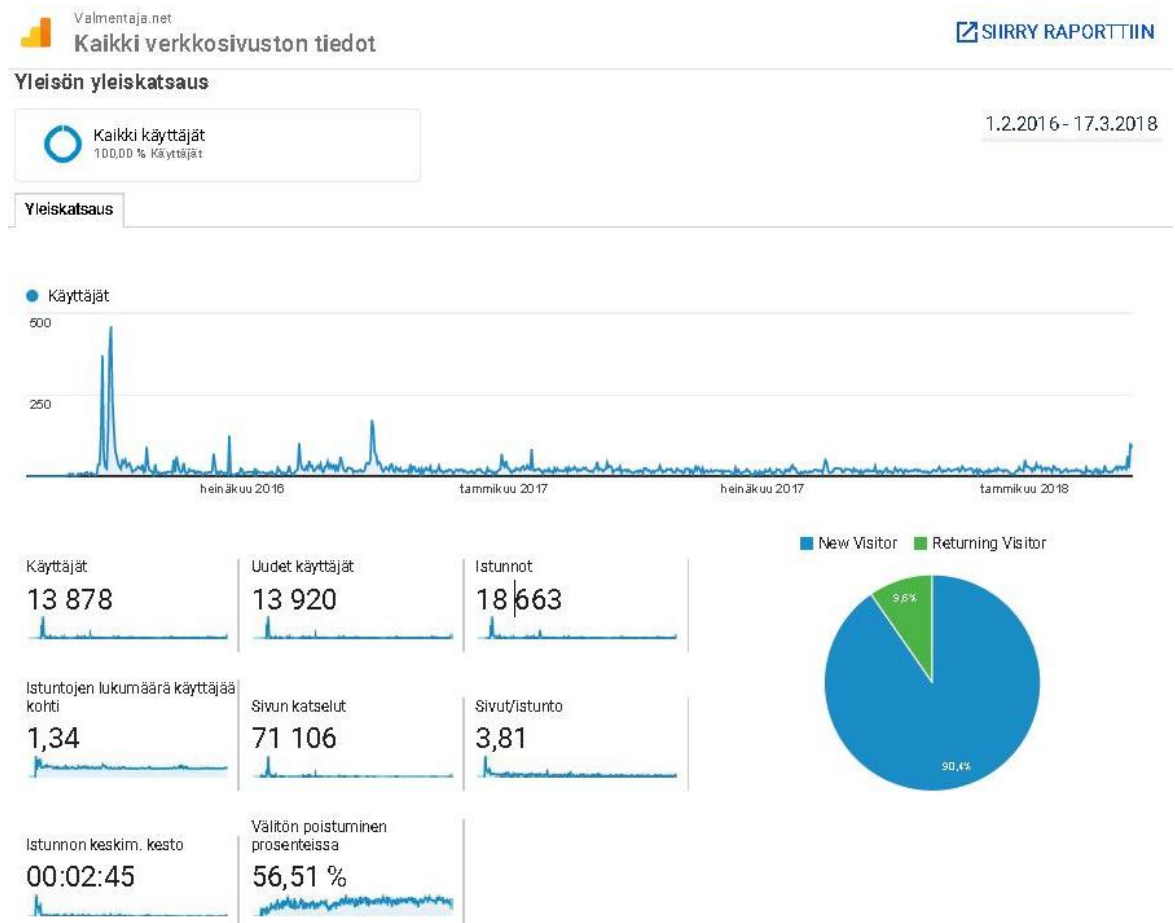 Valmentaja.net
Kaikki verkkosivuston tiedot
SIIRRY RAPORTTIIN
Yleisön yleiskatsaus
Kaikki käyttäjät
100,00 % Käyttäjät
1.2.2016 - 17.3.2018
Yleiskatsaus
Käyttäjät
500
250
heinäkuu 2016
tammikuu 2017
heinäkuu 2017
tammikuu 2018
New Visitor
Returning Visitor
Käyttäjät
13 878
Uudet käyttäjät
13 920
Istunnot
18 663
Istuntojen lukumäärä käyttäjää
kohti
1,34
Sivun katselut
71 106
Sivut/istunto
3,81
Istunnon keskim. kesto
00:02:45
Välitön poistuminen
prosenteissa
56,51 %
9,6%
90,4%